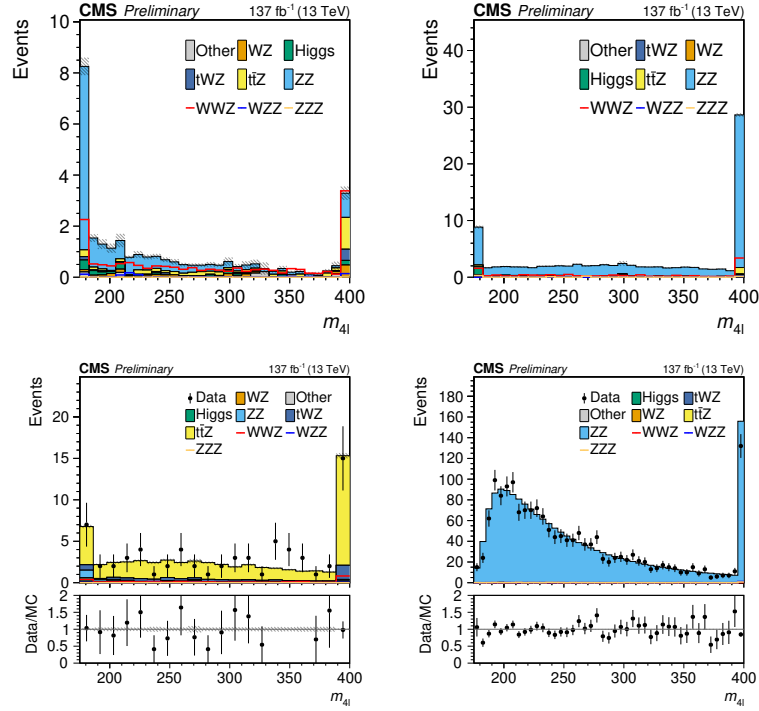 CMS Preliminary 137 fb⁻¹ (13 TeV)
Events
10
8
6
4
2
0
Other WZ Higgs
tWZ tt̄Z ZZ
WWZ WZZ ZZZ
200 250 300 350 400
m4l
CMS Preliminary 137 fb⁻¹ (13 TeV)
Events
40
30
20
10
0
Other tWZ WZ
Higgs tt̄Z ZZ
WWZ WZZ ZZZ
200 250 300 350 400
m4l
CMS Preliminary 137 fb⁻¹ (13 TeV)
Events
20
15
10
5
0
Data WZ Other
Higgs ZZ tWZ
tt̄Z WWZ WZZ
ZZZ
Data/MC
2
1.5
1
0.5
0
200 250 300 350 400
m4l
CMS Preliminary 137 fb⁻¹ (13 TeV)
Events
180
160
140
120
100
80
60
40
20
0
Data Higgs tWZ
Other WZ tt̄Z
ZZ WWZ WZZ
ZZZ
Data/MC
2
1.5
1
0.5
0
200 250 300 350 400
m4l